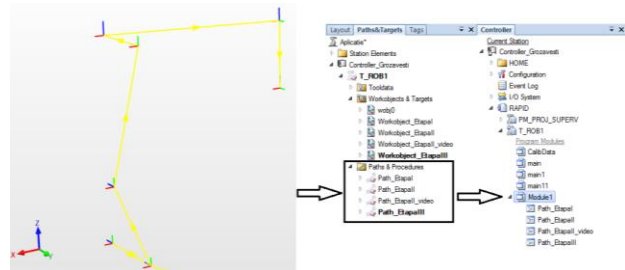 Z
X
Y
Layout Paths&Targets Tags
Aplicatie*
Station Elements
Controller_Grozavesti
T_ROB1
Tooldata
Workobjects & Targets
wobj0
Workobject_EtapaI
Workobject_EtapaII
Workobject_EtapaII_video
Workobject_EtapaIII
Paths & Procedures
Path_EtapaI
Path_EtapaII
Path_EtapaII_video
Path_EtapaIII
Controller
Current Station
Controller_Grozavesti
HOME
Configuration
Event Log
I/O System
RAPID
PM_PROJ_SUPERV
T_ROB1
Program Modules
CalibData
main
main1
main11
Module1
Path_EtapaI
Path_EtapaII
Path_EtapaII_video
Path_EtapaIII